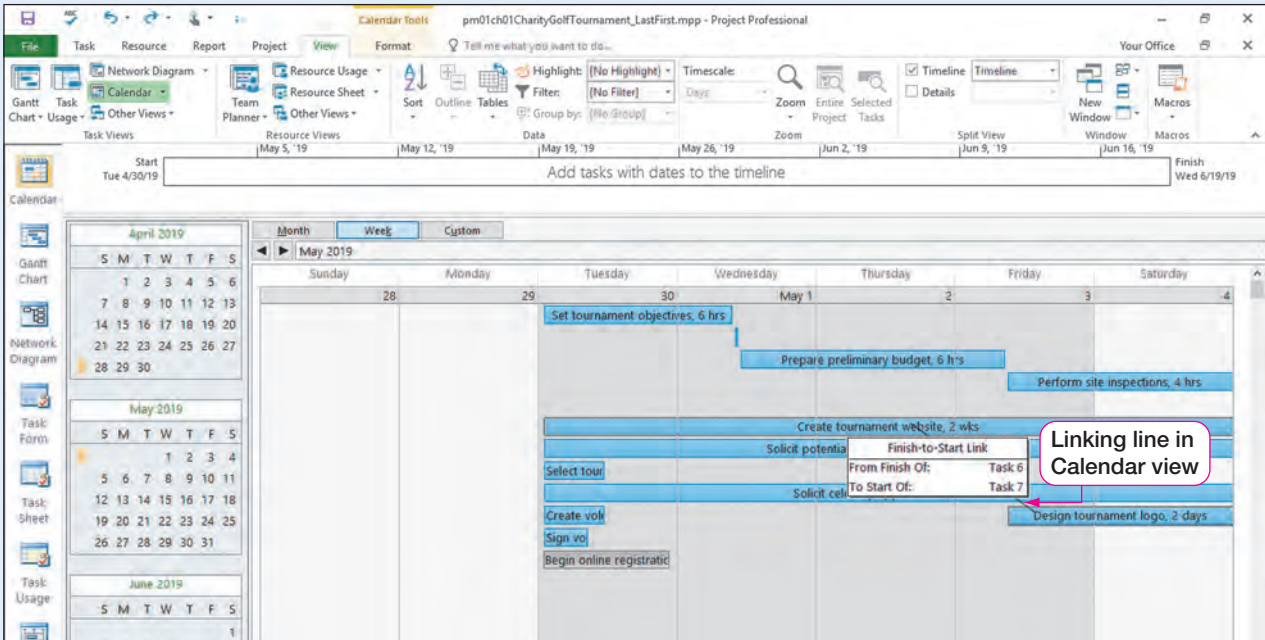 Calendar Tools
pm01ch01CharityGolfTournament_LastFirst.mpp - Project Professional
File Task Resource Report Project View Format Tell me what you want to do... Your Office
Network Diagram
Calendar
Other Views
Gantt Chart
Task Usage
Task Views
Team Planner
Resource Usage
Resource Sheet
Other Views
Resource Views
Sort
Outline
Tables
Highlight: [No Highlight]
Filter: [No Filter]
Group by: [No Group]
Data
Timescale:
Days
Zoom
Entire Project
Selected Tasks
Zoom
Timeline Timeline
Details
Split View
New Window
Window
Macros
Macros
May 5, '19 May 12, '19 May 19, '19 May 26, '19 Jun 2, '19 Jun 9, '19 Jun 16, '19
Start
Tue 4/30/19
Add tasks with dates to the timeline
Finish
Wed 6/19/19
Calendar
Gantt Chart
Network Diagram
Task Form
Task Sheet
Task Usage
April 2019
S M T W T F S
1 2 3 4 5 6
7 8 9 10 11 12 13
14 15 16 17 18 19 20
21 22 23 24 25 26 27
28 29 30
May 2019
S M T W T F S
1 2 3 4
5 6 7 8 9 10 11
12 13 14 15 16 17 18
19 20 21 22 23 24 25
26 27 28 29 30 31
June 2019
S M T W T F S
1
Month Week Custom
May 2019
Sunday Monday Tuesday Wednesday Thursday Friday Saturday
28 29 30 May 1 2 3 4
Set tournament objectives, 6 hrs
Prepare preliminary budget, 6 hrs
Perform site inspections, 4 hrs
Create tournament website, 2 wks
Solicit potentia
Finish-to-Start Link
From Finish Of: Task 6
To Start Of: Task 7
Linking line in
Calendar view
Select tour
Solicit cel
Create vol
Design tournament logo, 2 days
Sign vo
Begin online registratic